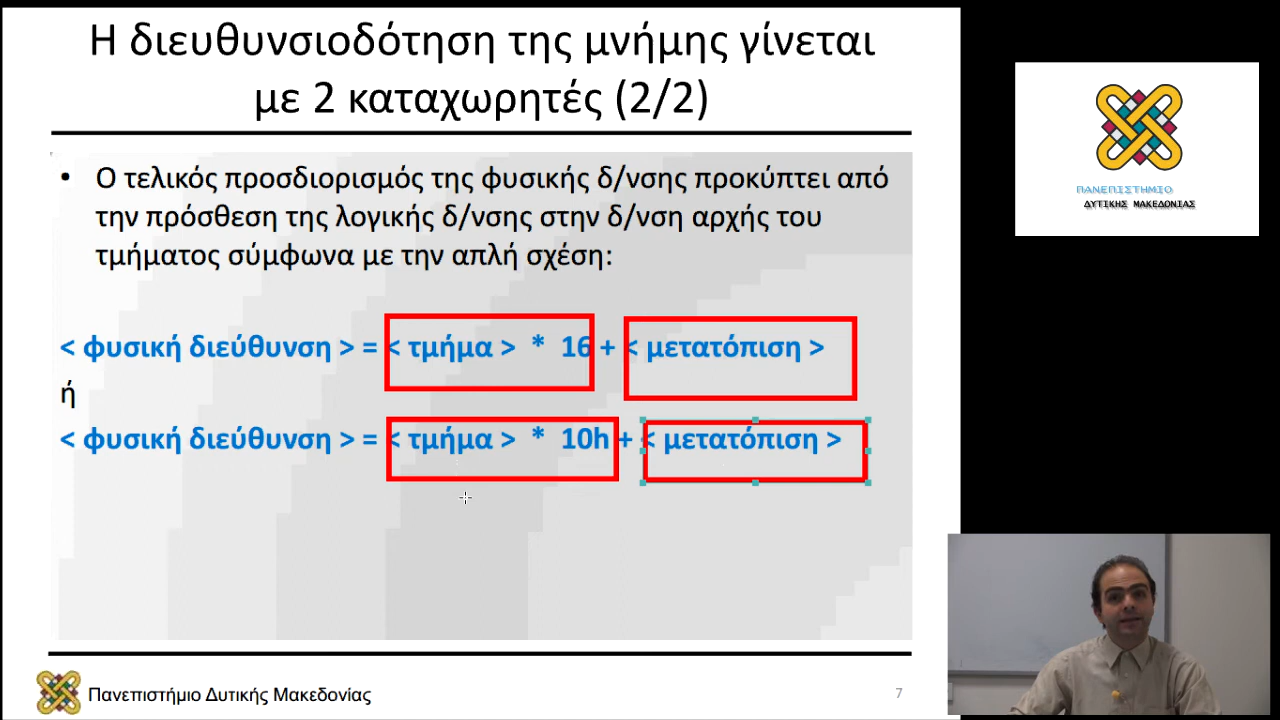 Η διευθυνσιοδότηση της μνήμης γίνεται
με 2 καταχωρητές (2/2)
• Ο τελικός προσδιορισμός της φυσικής δ/νσης προκύπτει από
την πρόσθεση της λογικής δ/νσης στην δ/νση αρχής του
τμήματος σύμφωνα με την απλή σχέση:
< φυσική διεύθυνση > = < τμήμα > * 16 + < μετατόπιση >
ή
< φυσική διεύθυνση > = < τμήμα > * 10h + < μετατόπιση >
Πανεπιστήμιο Δυτικής Μακεδονίας
7
ΠΑΝΕΠΙΣΤΗΜΙΟ
ΔΥΤΙΚΗΣ ΜΑΚΕΔΟΝΙΑΣ